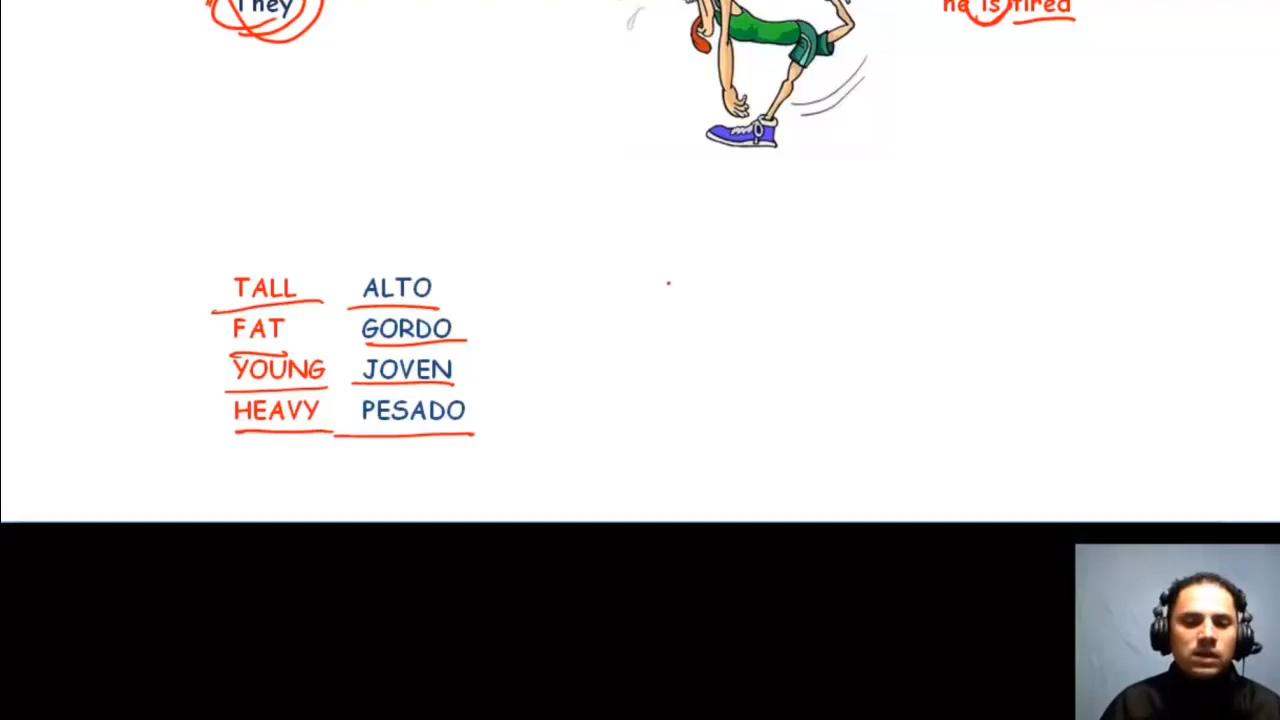 They
he is tired
TALL ALTO
FAT GORDO
YOUNG JOVEN
HEAVY PESADO